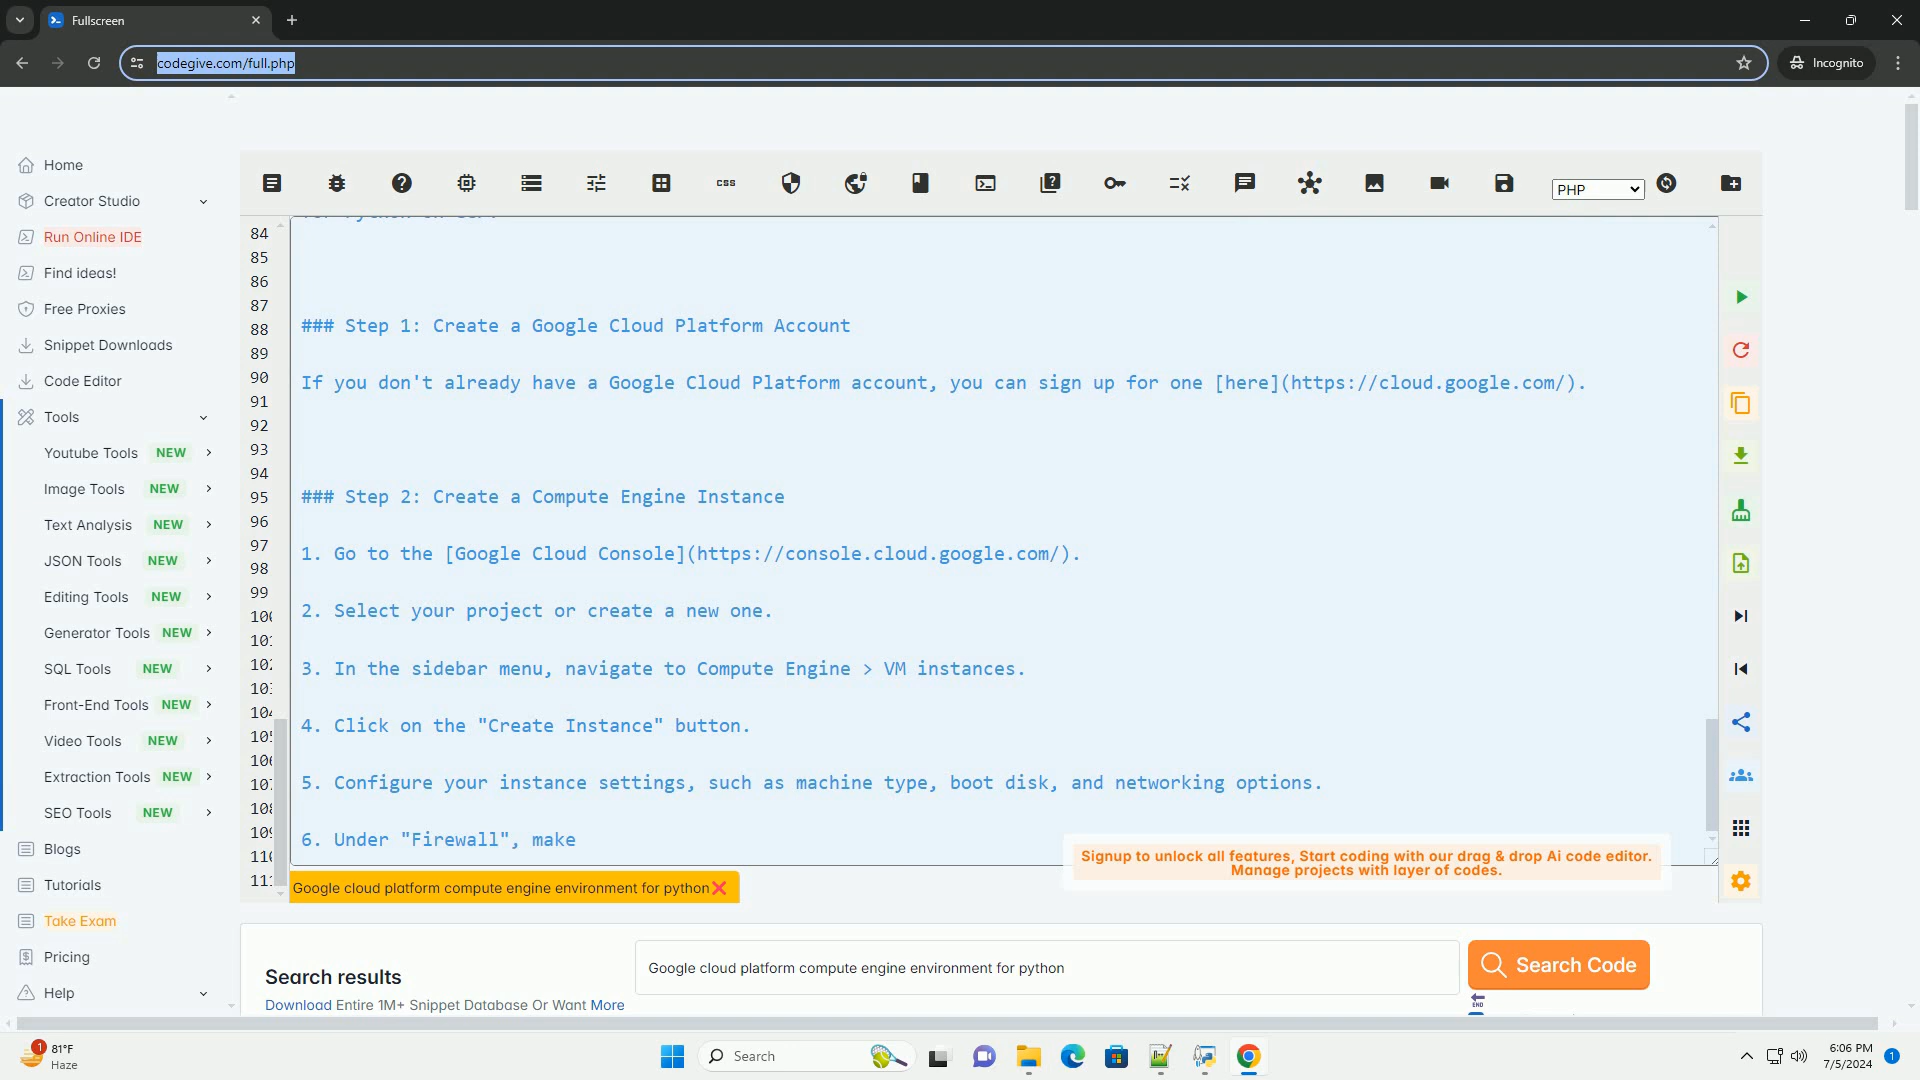 Fullscreen
codegive.com/full.php
Incognito
Home
Creator Studio
Run Online IDE
Find ideas!
Free Proxies
Snippet Downloads
Code Editor
Tools
Youtube Tools NEW
Image Tools NEW
Text Analysis NEW
JSON Tools NEW
Editing Tools NEW
Generator Tools NEW
SQL Tools NEW
Front-End Tools NEW
Video Tools NEW
Extraction Tools NEW
SEO Tools NEW
Blogs
Tutorials
Take Exam
Pricing
Help
css
PHP
84
85
86
87
88
89
90
91
92
93
94
95
96
97
98
99
### Step 1: Create a Google Cloud Platform Account
If you don't already have a Google Cloud Platform account, you can sign up for one [here](https://cloud.google.com/).
### Step 2: Create a Compute Engine Instance
1. Go to the [Google Cloud Console](https://console.cloud.google.com/).
2. Select your project or create a new one.
3. In the sidebar menu, navigate to Compute Engine > VM instances.
4. Click on the "Create Instance" button.
5. Configure your instance settings, such as machine type, boot disk, and networking options.
6. Under "Firewall", make
Signup to unlock all features, Start coding with our drag & drop Ai code editor.
Manage projects with layer of codes.
Google cloud platform compute engine environment for python
Search results
Download Entire 1M+ Snippet Database Or Want More
Google cloud platform compute engine environment for python
Search Code
END
1
81°F
Haze
Search
6:06 PM
7/5/2024
1